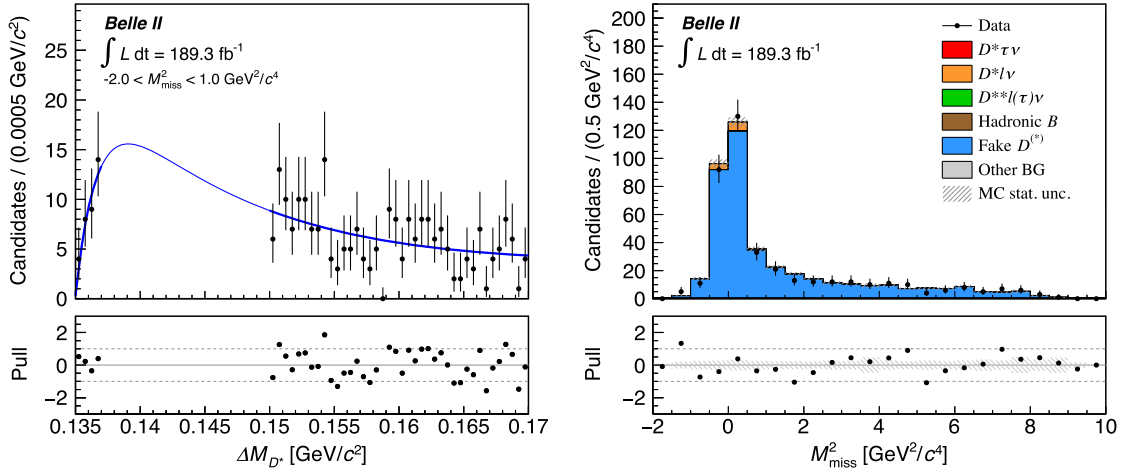 Belle II
∫ L dt = 189.3 fb⁻¹
-2.0 < M²miss < 1.0 GeV²/c⁴
Candidates / (0.0005 GeV/c²)
25
20
15
10
5
0
Pull
2
0
−2
0.135 0.14 0.145 0.15 0.155 0.16 0.165 0.17
ΔM_D* [GeV/c²]
Belle II
∫ L dt = 189.3 fb⁻¹
Candidates / (0.5 GeV²/c⁴)
200
180
160
140
120
100
80
60
40
20
0
Data
D*τν
D*lν
D**l(τ)ν
Hadronic B
Fake D⁽*⁾
Other BG
MC stat. unc.
Pull
2
0
−2
−2 0 2 4 6 8 10
M²miss [GeV²/c⁴]